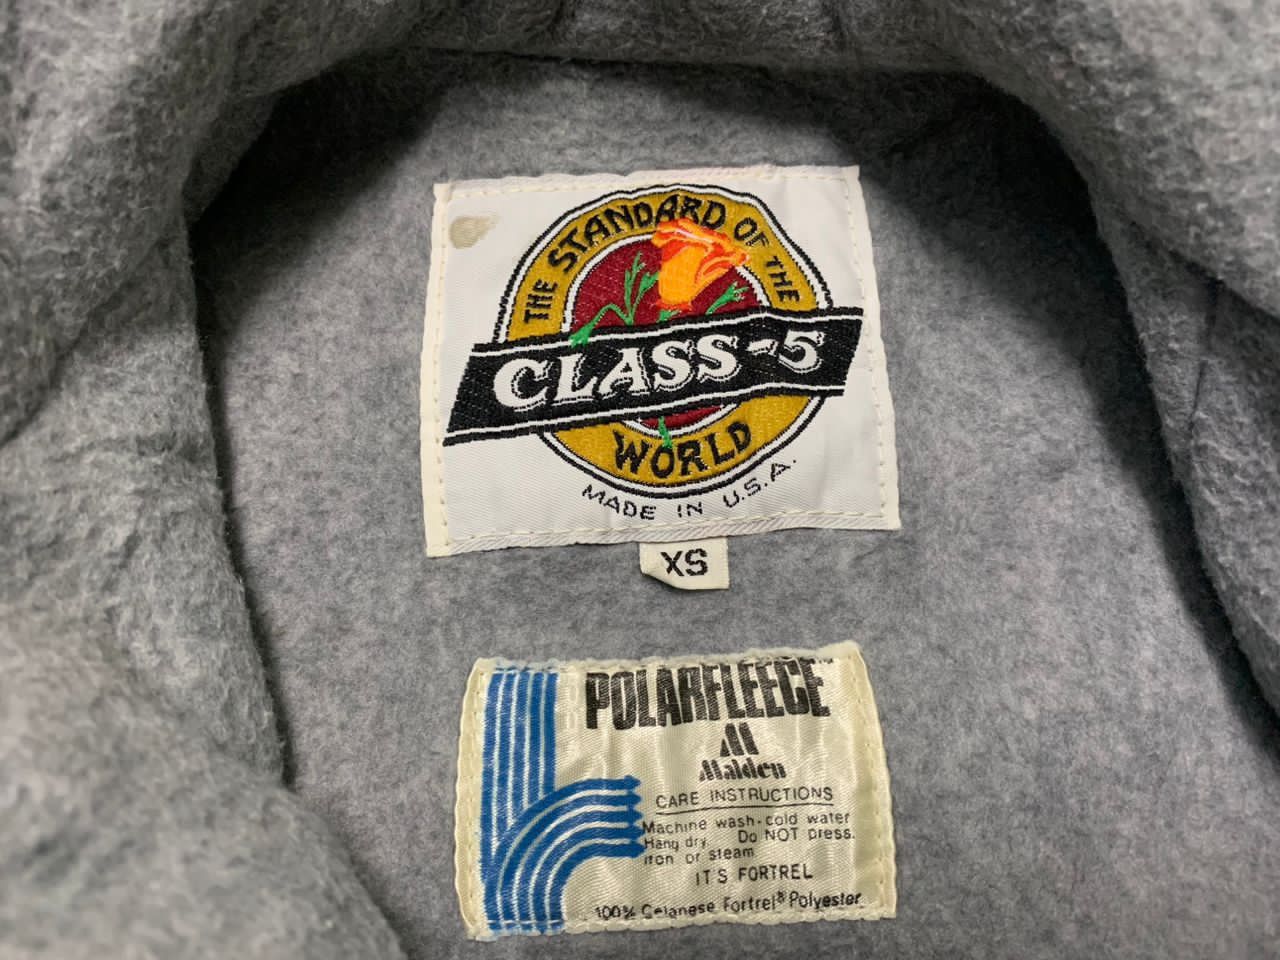 THE STANDARD OF THE
CLASS-5
WORLD
MADE IN U.S.A.
XS
POLARFLEECE™
Malden
CARE INSTRUCTIONS
Machine wash-cold water
Hang dry Do NOT press.
iron or steam
IT'S FORTREL
100% Celanese Fortrel® Polyester